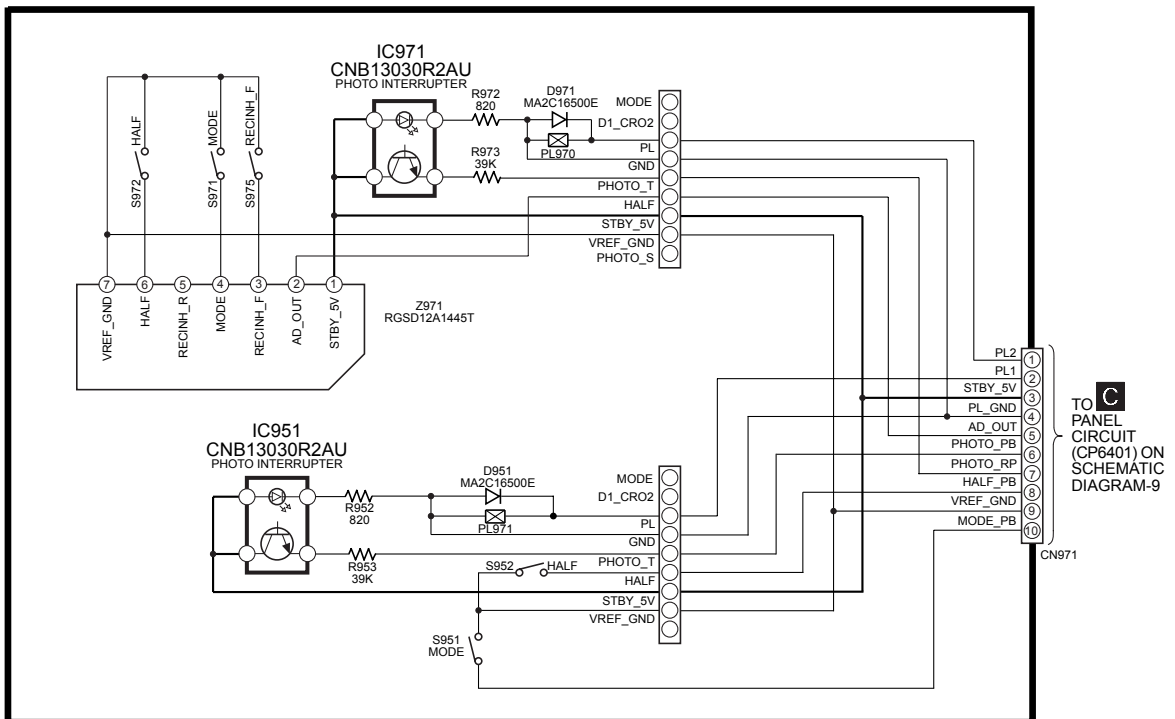 IC971
CNB13030R2AU
PHOTO INTERRUPTER
R972
820
D971
MA2C16500E
PL970
R973
39K
HALF
S972
MODE
S971
RECINH_F
S975
MODE
D1_CRO2
PL
GND
PHOTO_T
HALF
STBY_5V
VREF_GND
PHOTO_S
7
6
5
4
3
2
1
VREF_GND
HALF
RECINH_R
MODE
RECINH_F
AD_OUT
STBY_5V
Z971
RGSD12A1445T
IC951
CNB13030R2AU
PHOTO INTERRUPTER
R952
820
D951
MA2C16500E
PL971
R953
39K
S952
HALF
S951
MODE
MODE
D1_CRO2
PL
GND
PHOTO_T
HALF
STBY_5V
VREF_GND
PL2 1
PL1 2
STBY_5V 3
PL_GND 4
AD_OUT 5
PHOTO_PB 6
PHOTO_RP 7
HALF_PB 8
VREF_GND 9
MODE_PB 10
CN971
TO C
PANEL
CIRCUIT
(CP6401) ON
SCHEMATIC
DIAGRAM-9